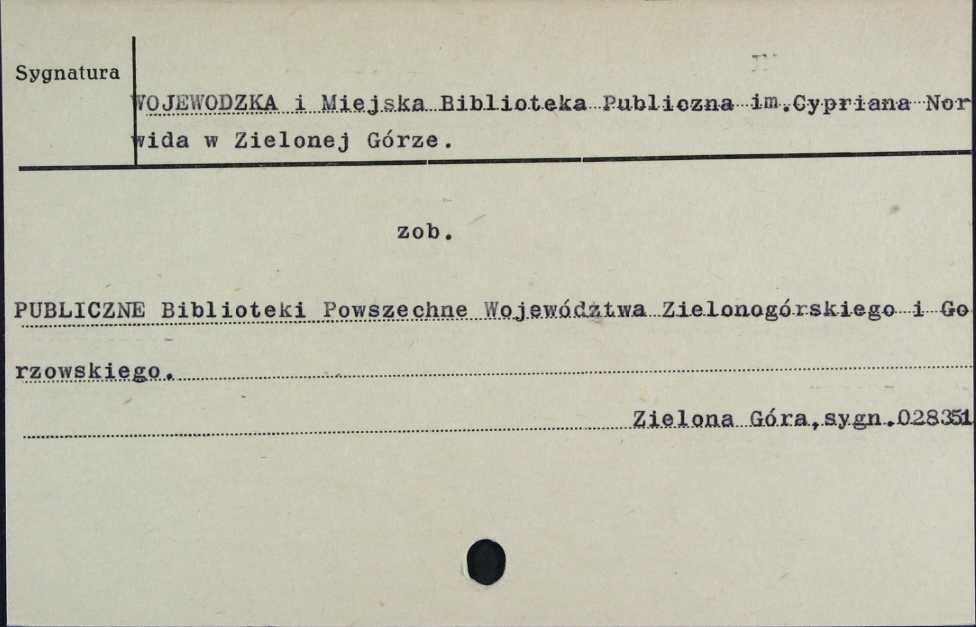 Sygnatura
WOJEWODZKA i Miejska Biblioteka Publiczna im.Cypriana Nor
wida w Zielonej Górze.
zob.
PUBLICZNE Biblioteki Powszechne Województwa Zielonogórskiego i Go
rzowskiego.
Zielona Góra,sygn.028351